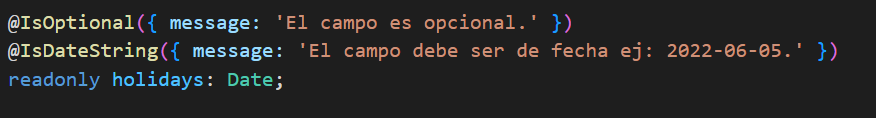 @IsOptional({ message: 'El campo es opcional.' })
@IsDateString({ message: 'El campo debe ser de fecha ej: 2022-06-05.' })
readonly holidays: Date;